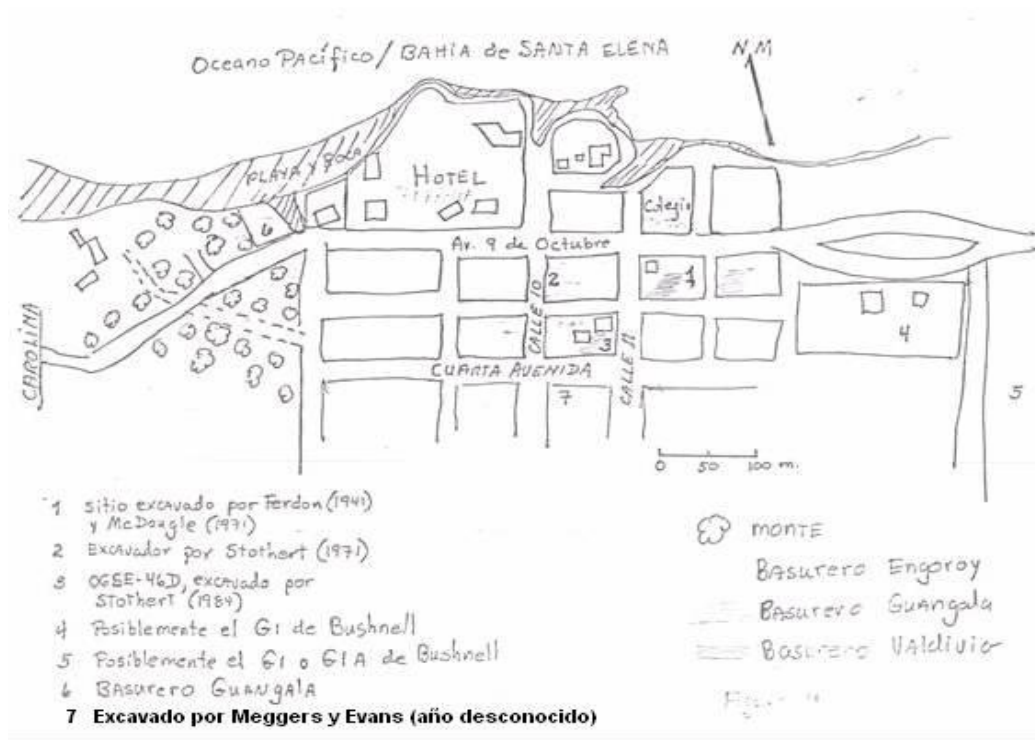 Oceano Pacífico / BAHÍA de SANTA ELENA
N M
PLAYA Y ROCA
HOTEL
Colegio
6
Av. 9 de Octubre
2
1
CALLE 10
3
4
CAROLINA
CUARTA AVENIDA
CALLE 11
7
5
0 50 100 m.
1 sitio excavado por Ferdon (1941)
y McDougle (1971)
2 Excavador por Stothert (1971)
3 OGSE-46D, excavado por
Stothert (1984)
4 Posiblemente el G1 de Bushnell
5 Posiblemente el G1 o G1A de Bushnell
6 BASURERO GUANGALA
7 Excavado por Meggers y Evans (año desconocido)
MONTE
Basurero Engoroy
Basurero Guangala
Basurero Valdivia